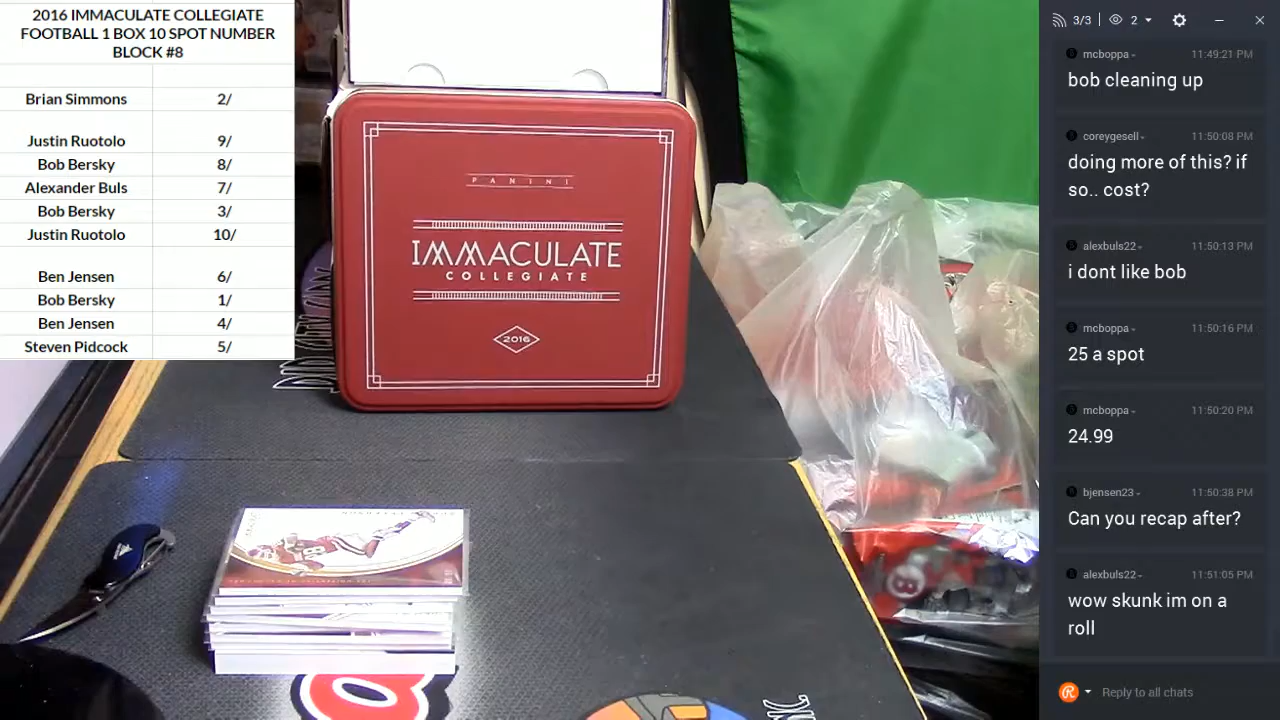 2016 IMMACULATE COLLEGIATE
FOOTBALL 1 BOX 10 SPOT NUMBER
BLOCK #8
Brian Simmons 2/
Justin Ruotolo 9/
Bob Bersky 8/
Alexander Buls 7/
Bob Bersky 3/
Justin Ruotolo 10/
Ben Jensen 6/
Bob Bersky 1/
Ben Jensen 4/
Steven Pidcock 5/
PANINI
IMMACULATE
COLLEGIATE
2016
3/3 2
mcboppa 11:49:21 PM
bob cleaning up
coreygesell 11:50:08 PM
doing more of this? if
so.. cost?
alexbuls22 11:50:13 PM
i dont like bob
mcboppa 11:50:16 PM
25 a spot
mcboppa 11:50:20 PM
24.99
bjensen23 11:50:38 PM
Can you recap after?
alexbuls22 11:51:05 PM
wow skunk im on a
roll
Reply to all chats